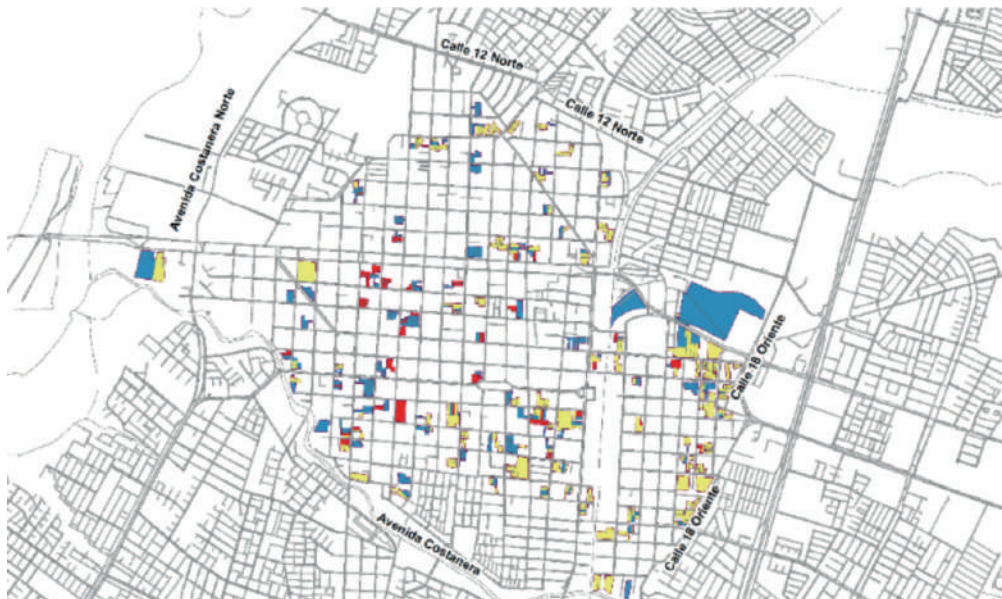 Calle 12 Norte
Calle 12 Norte
Avenida Costanera Norte
Calle 18 Oriente
Avenida Costanera
Calle 18 Oriente